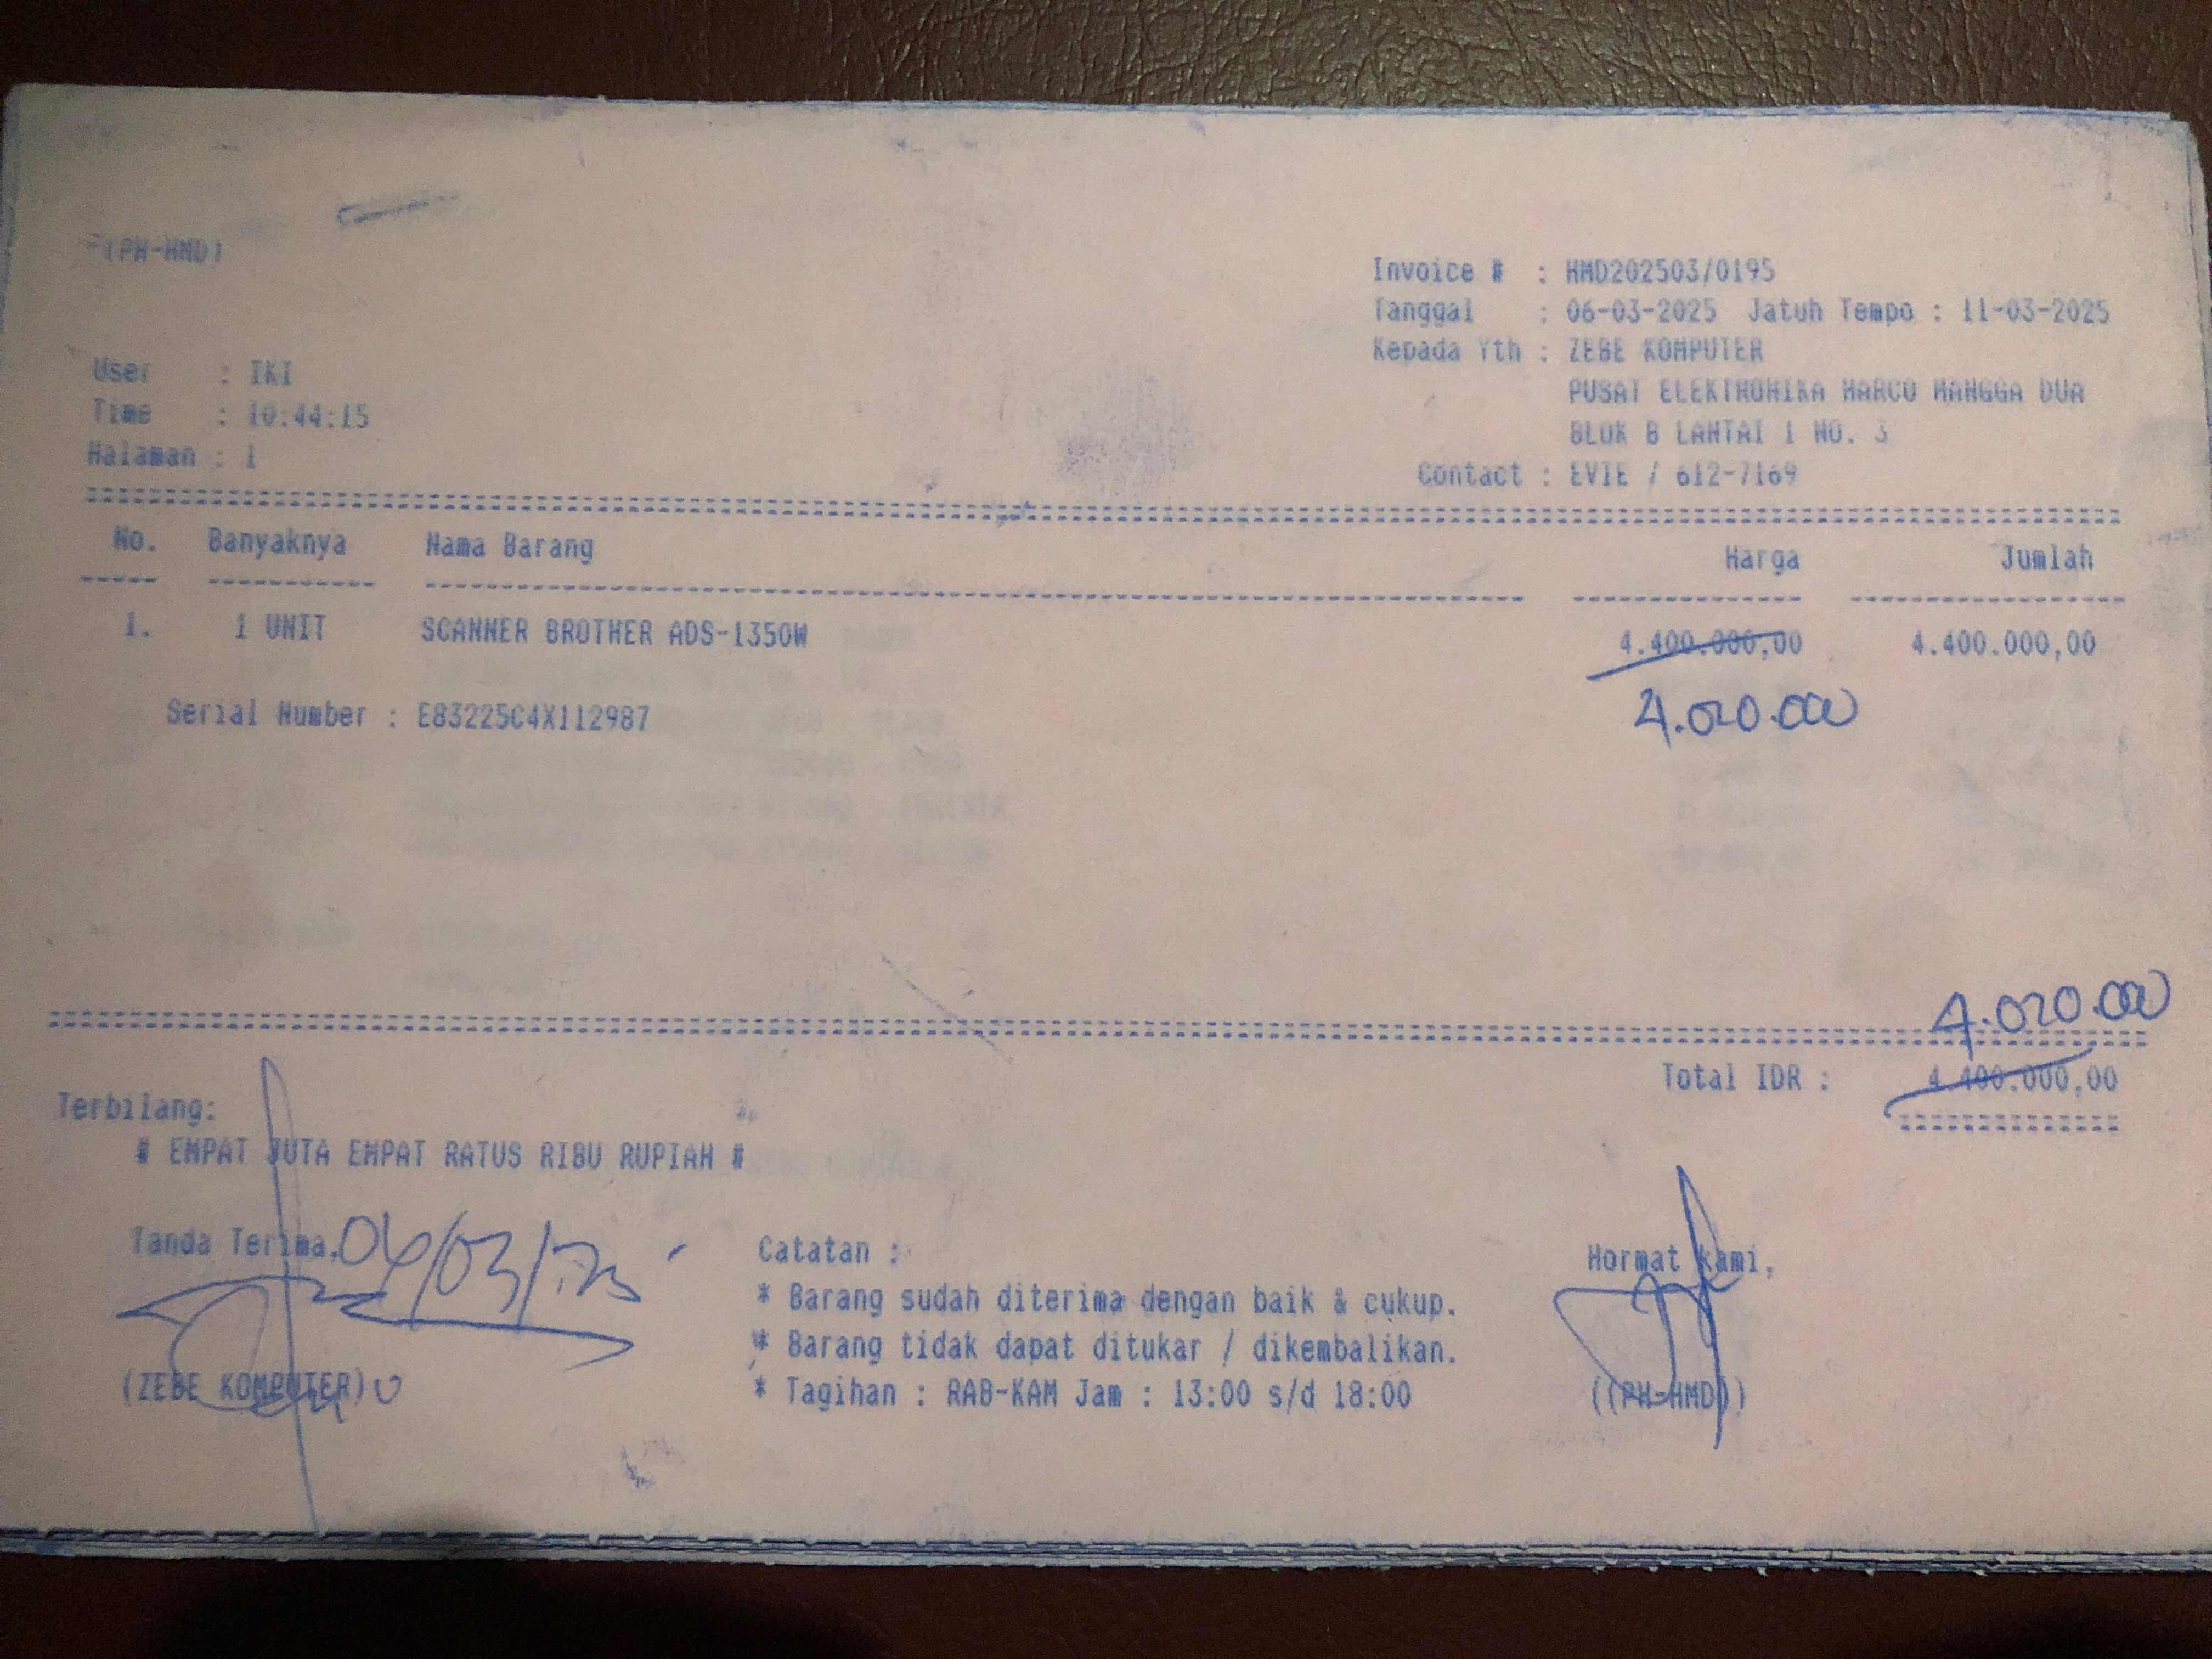 (PH-HMD)
Invoice # : HMD202503/0195
Tanggal : 06-03-2025 Jatuh Tempo : 11-03-2025
Kepada Yth : ZEBE KOMPUTER
PUSAT ELEKTRONIKA HARCO MANGGA DUA
BLOK B LANTAI 1 NO. 3
Contact : EVIE / 612-7169
User : IKI
Time : 10:44:15
Halaman : 1
No. Banyaknya Nama Barang Harga Jumlah
1. 1 UNIT SCANNER BROTHER ADS-1350W 4.400.000,00 4.400.000,00
4.020.000
Serial Number : E83225C4X112987
4.020.000
Total IDR : 4.400.000,00
Terbilang:
# EMPAT JUTA EMPAT RATUS RIBU RUPIAH #
Tanda Terima,
Catatan :
* Barang sudah diterima dengan baik & cukup.
* Barang tidak dapat ditukar / dikembalikan.
* Tagihan : RAB-KAM Jam : 13:00 s/d 18:00
(ZEBE KOMPUTER)
Hormat kami,
((PH-HMD))